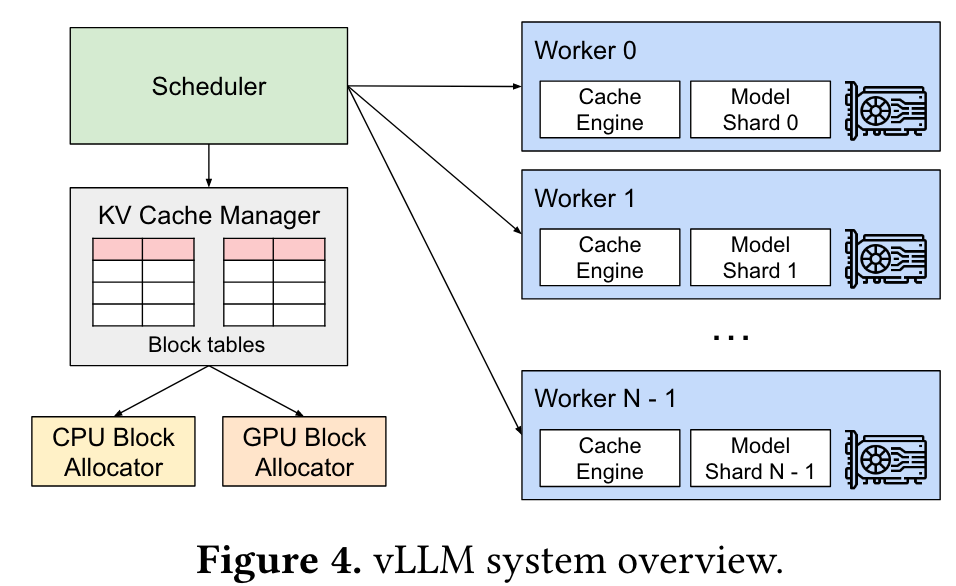 Scheduler
KV Cache Manager
Block tables
CPU Block
Allocator
GPU Block
Allocator
Worker 0
Cache
Engine
Model
Shard 0
Worker 1
Cache
Engine
Model
Shard 1
...
Worker N - 1
Cache
Engine
Model
Shard N - 1
Figure 4. vLLM system overview.